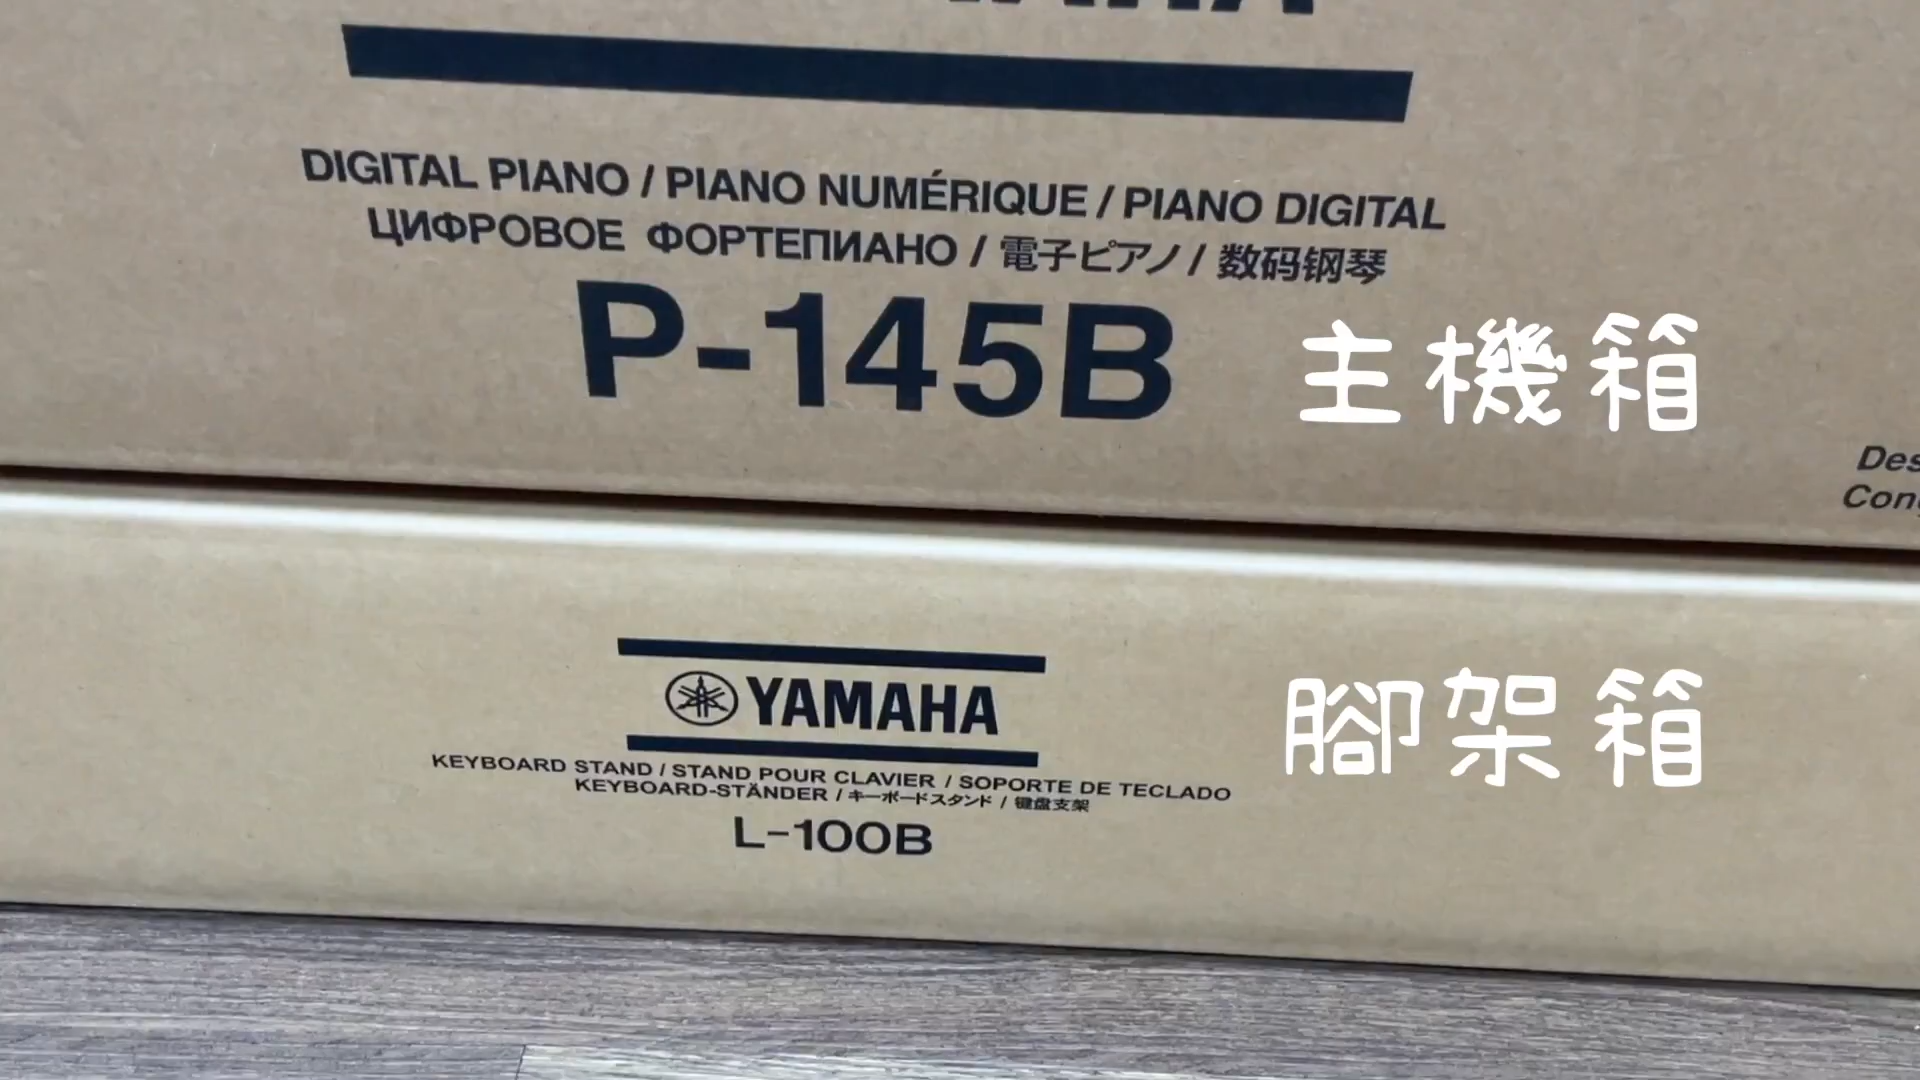 DIGITAL PIANO / PIANO NUMÉRIQUE / PIANO DIGITAL
ЦИФРОВОЕ ФОРТЕПИАНО / 電子ピアノ / 数码钢琴
P-145B
主機箱
YAMAHA
KEYBOARD STAND / STAND POUR CLAVIER / SOPORTE DE TECLADO
KEYBOARD-STÄNDER / キーボードスタンド / 键盘支架
L-100B
腳架箱